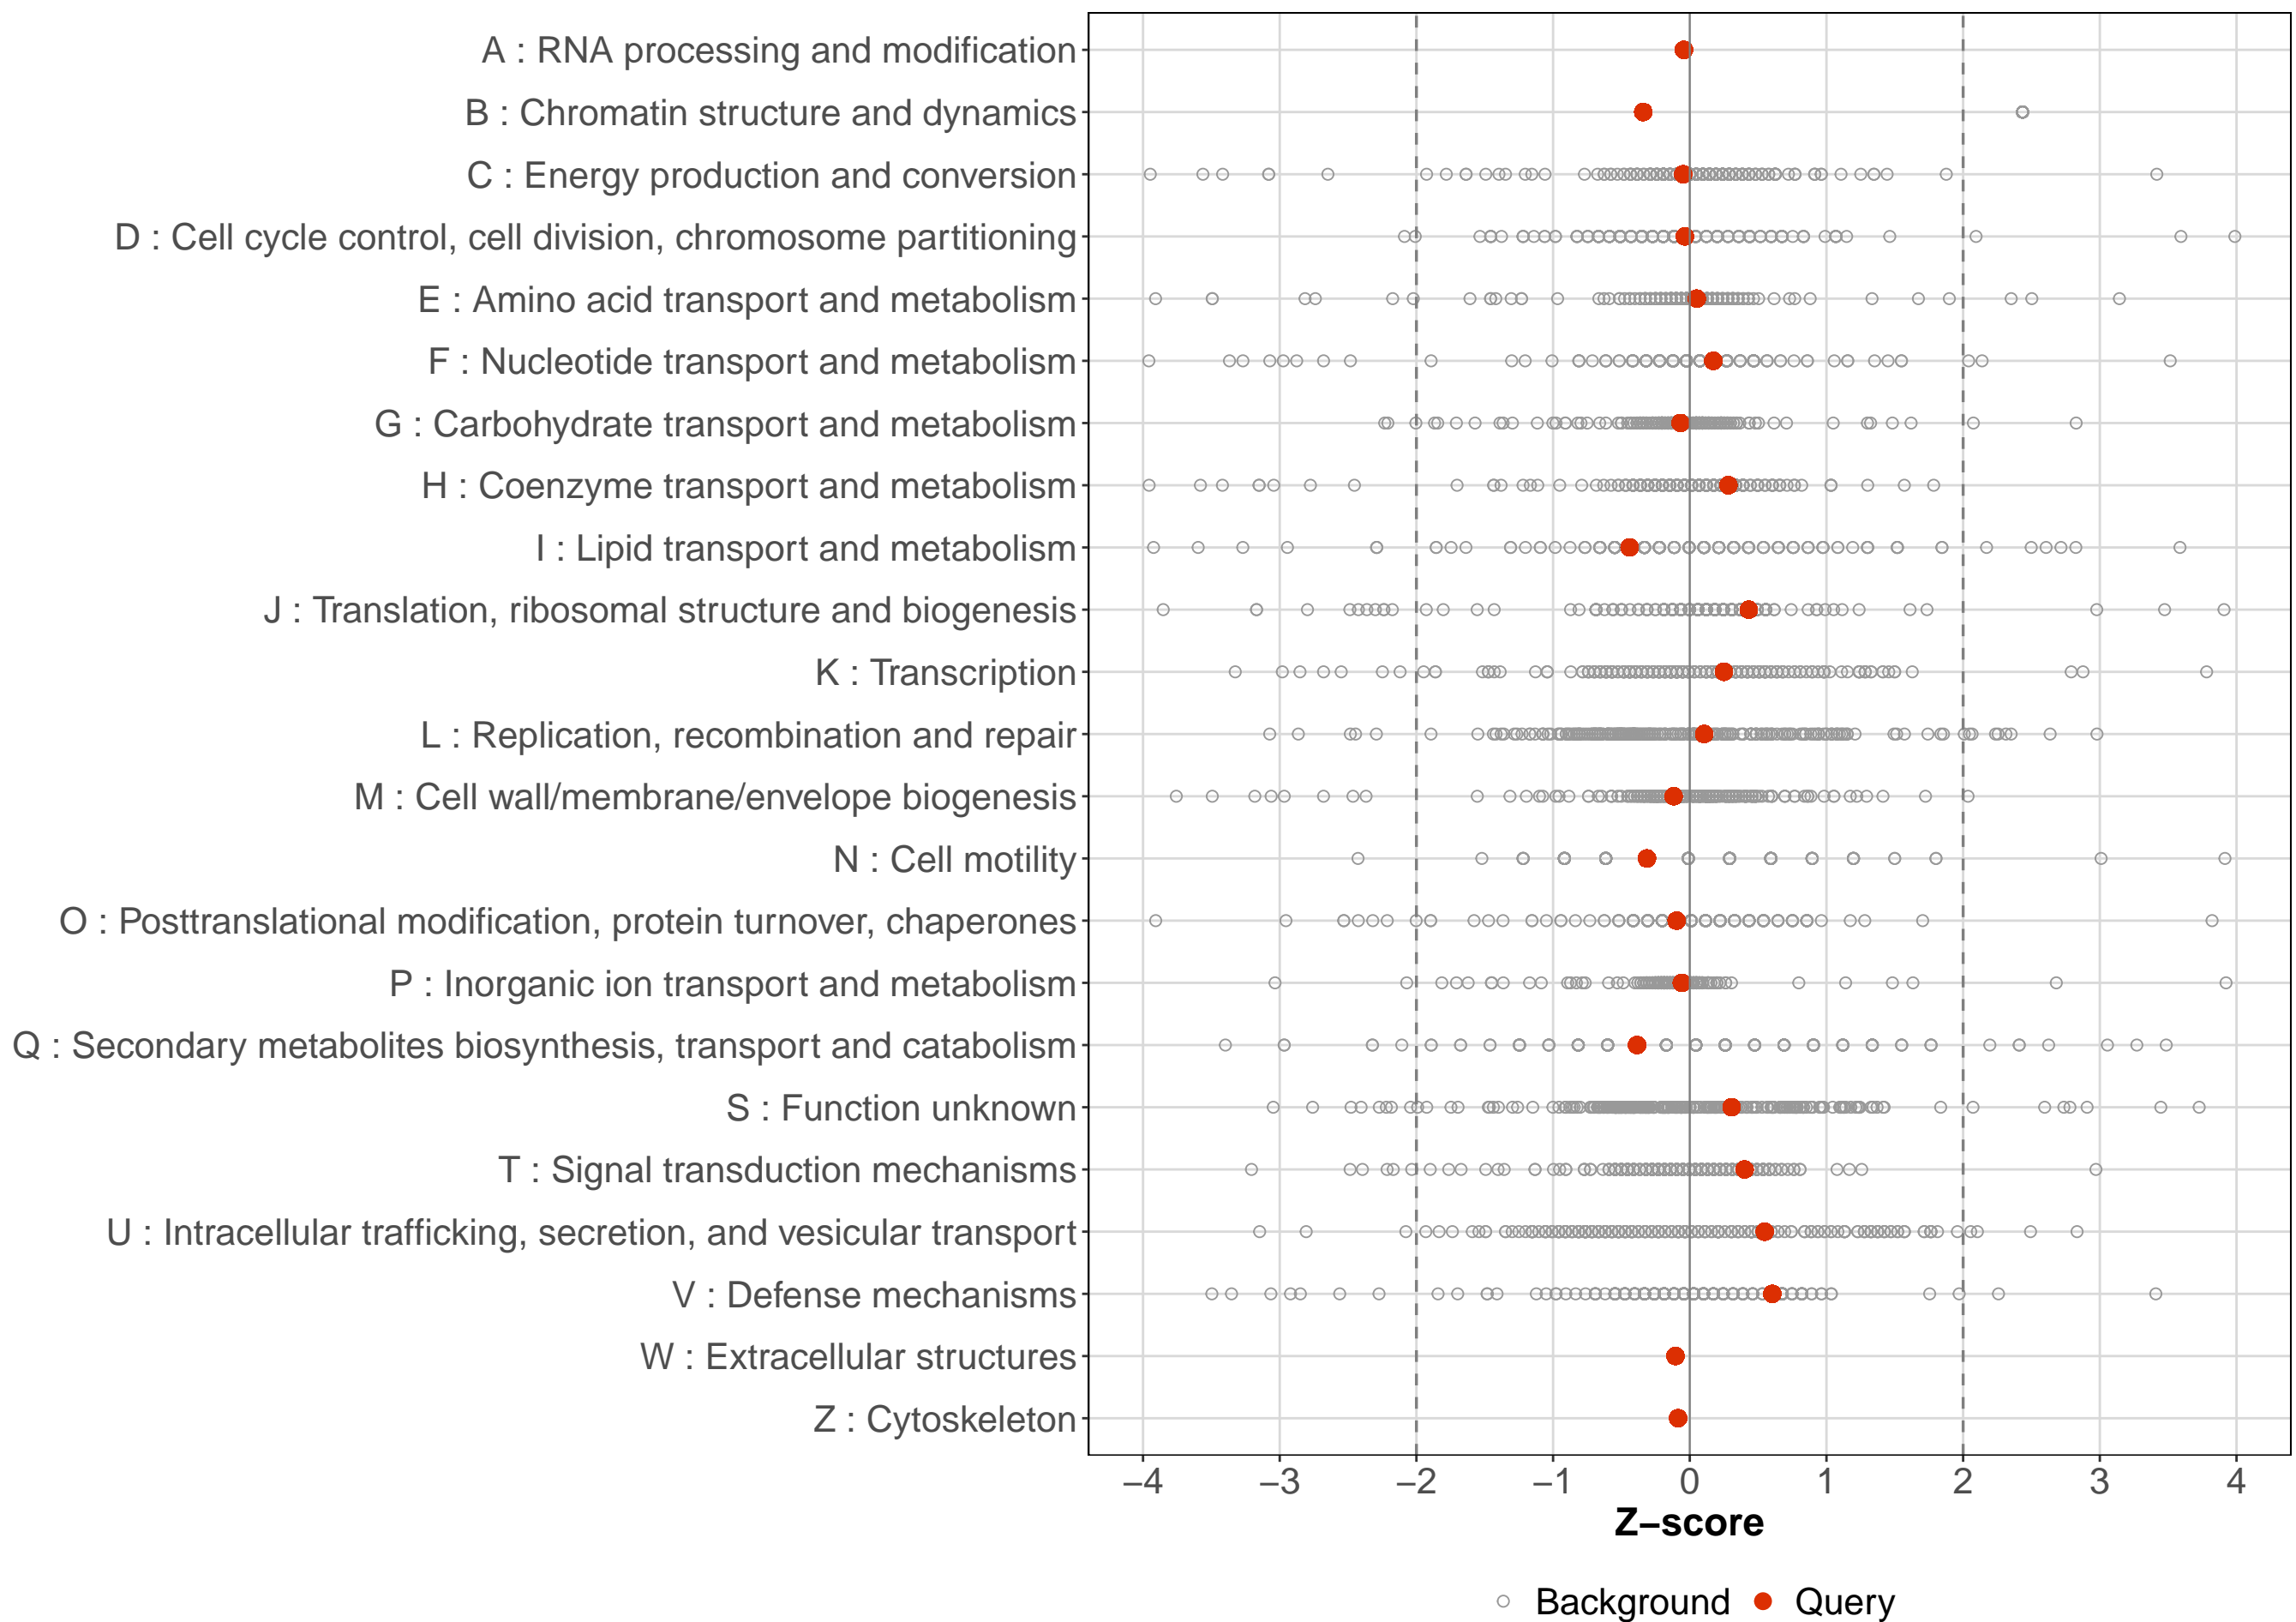 A : RNA processing and modification
B : Chromatin structure and dynamics
C : Energy production and conversion
D : Cell cycle control, cell division, chromosome partitioning
E : Amino acid transport and metabolism
F : Nucleotide transport and metabolism
G : Carbohydrate transport and metabolism
H : Coenzyme transport and metabolism
I : Lipid transport and metabolism
J : Translation, ribosomal structure and biogenesis
K : Transcription
L : Replication, recombination and repair
M : Cell wall/membrane/envelope biogenesis
N : Cell motility
O : Posttranslational modification, protein turnover, chaperones
P : Inorganic ion transport and metabolism
Q : Secondary metabolites biosynthesis, transport and catabolism
S : Function unknown
T : Signal transduction mechanisms
U : Intracellular trafficking, secretion, and vesicular transport
V : Defense mechanisms
W : Extracellular structures
Z : Cytoskeleton
−4 −3 −2 −1 0 1 2 3 4
Z−score
Background Query